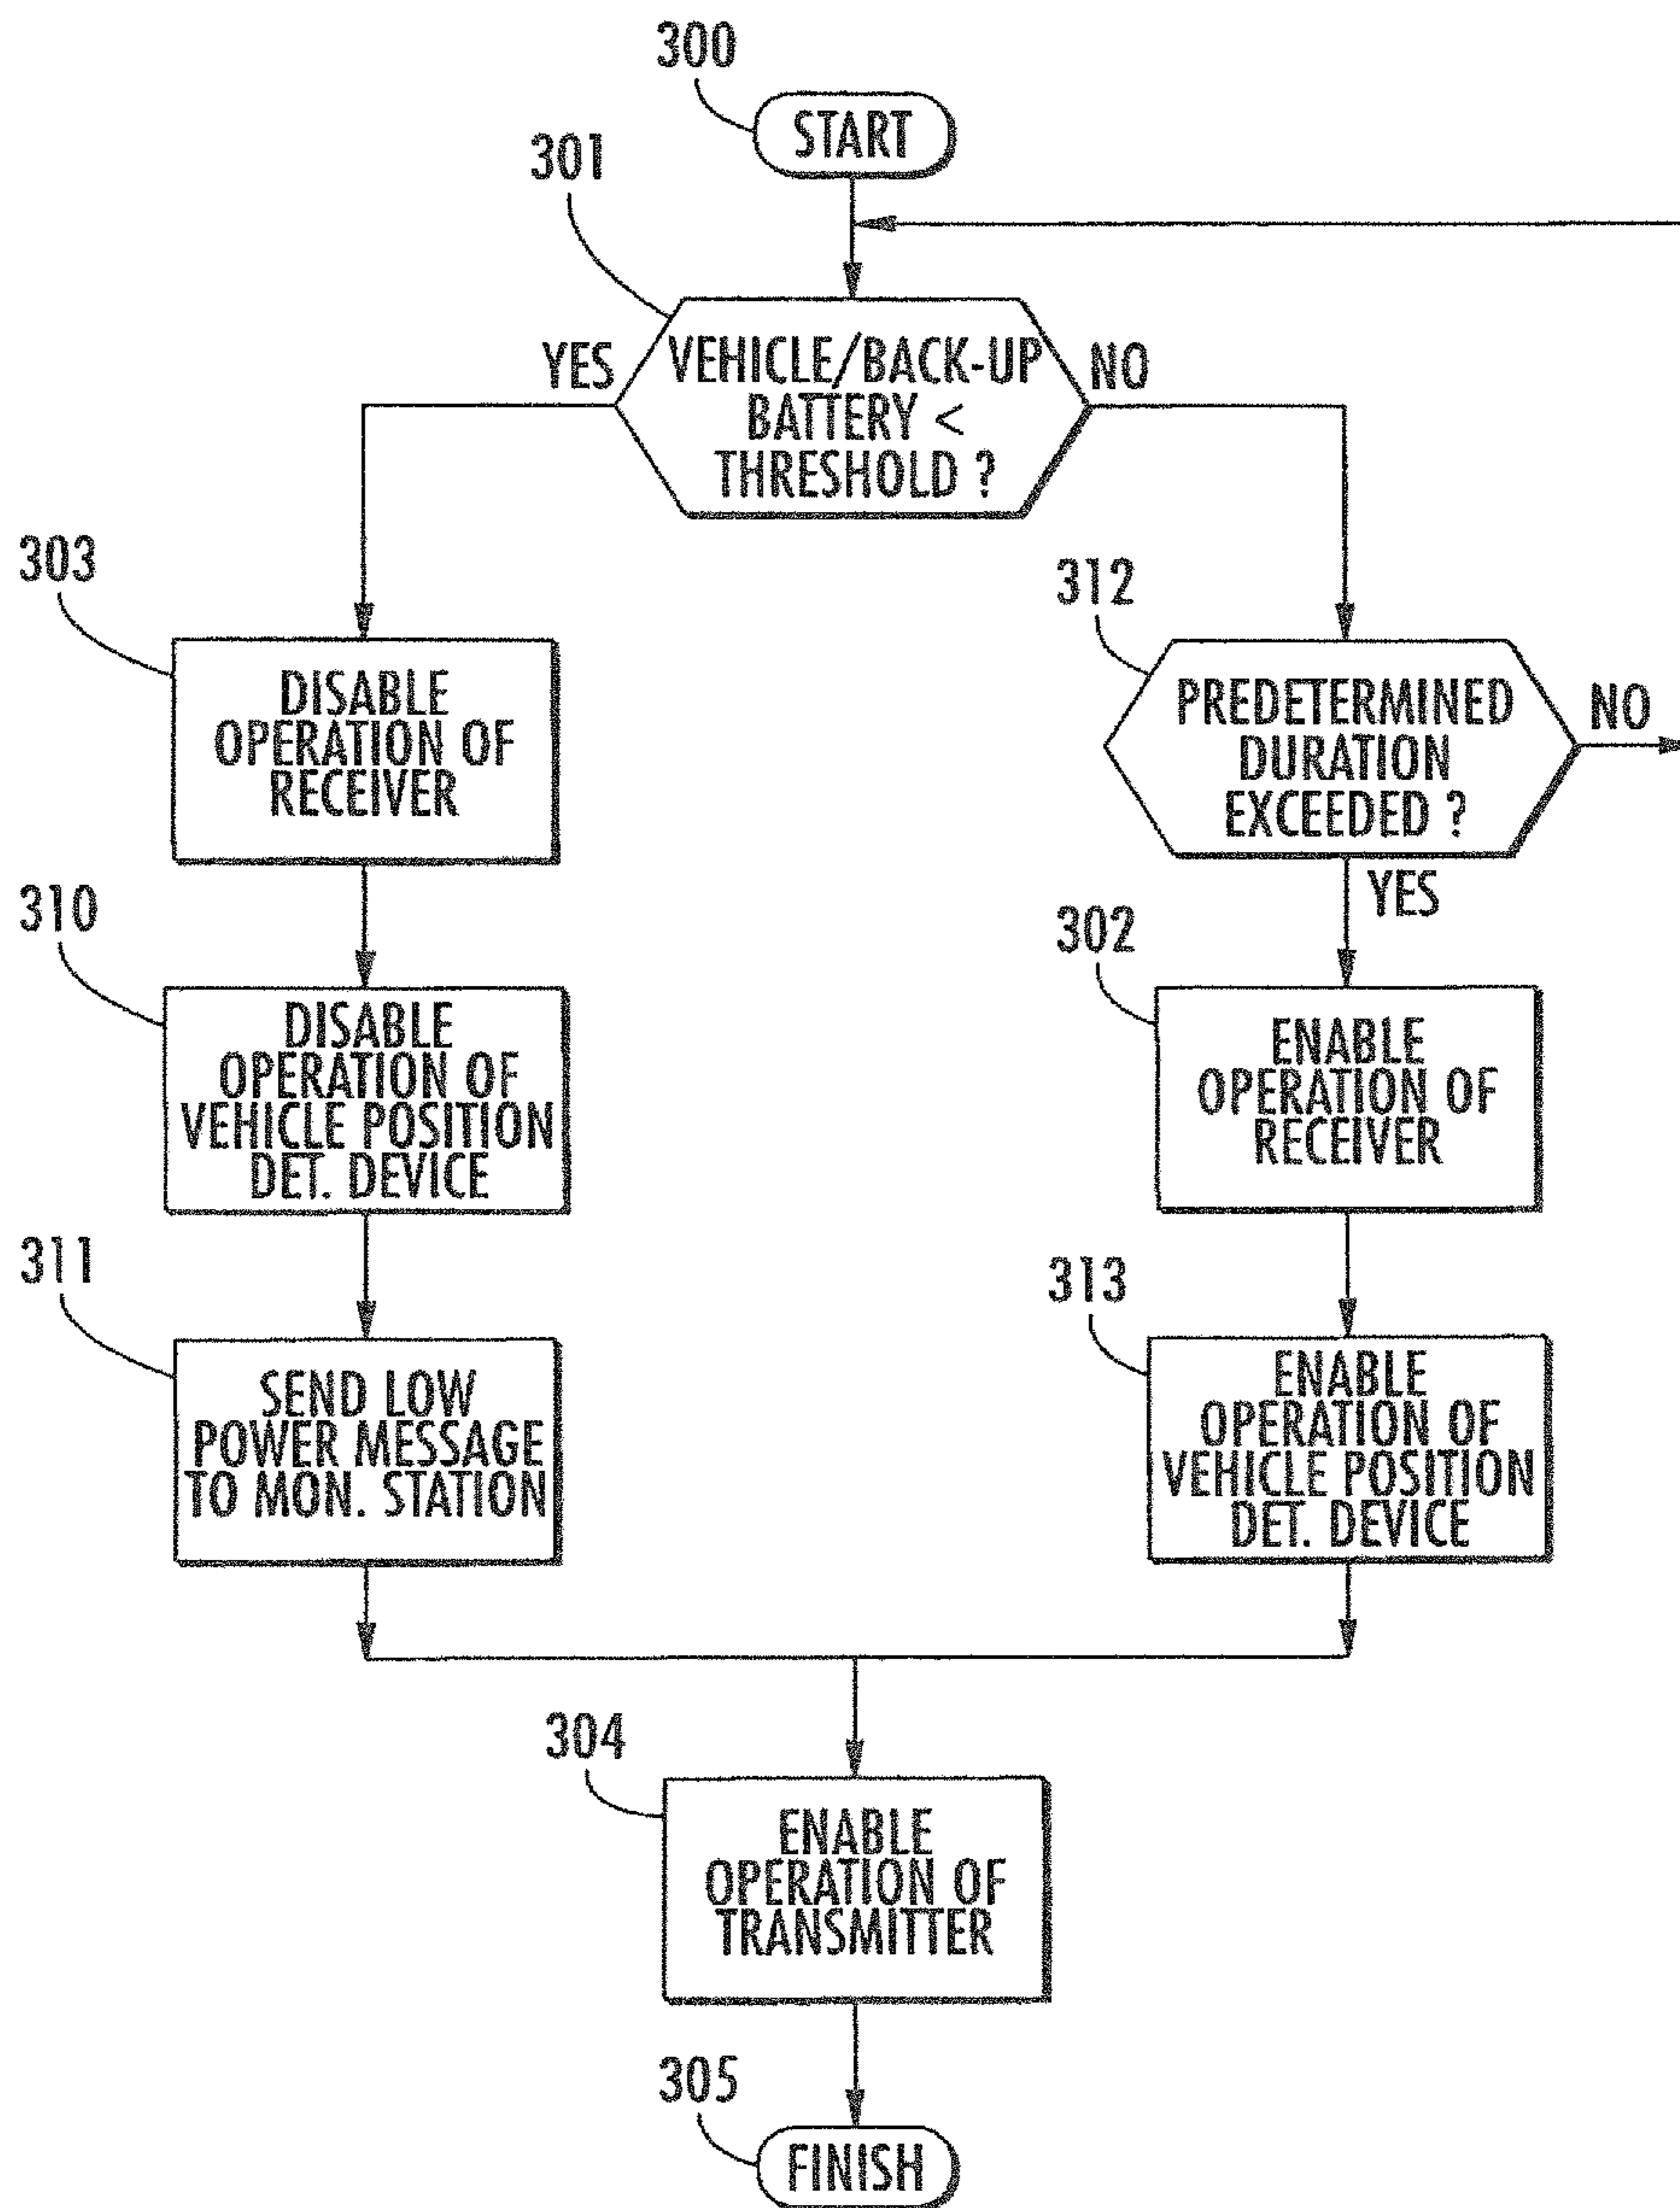 300
START
301
YES
VEHICLE/BACK-UP
BATTERY <
THRESHOLD ?
NO
303
DISABLE
OPERATION OF
RECEIVER
312
PREDETERMINED
DURATION
EXCEEDED ?
NO
YES
310
DISABLE
OPERATION OF
VEHICLE POSITION
DET. DEVICE
302
ENABLE
OPERATION OF
RECEIVER
311
SEND LOW
POWER MESSAGE
TO MON. STATION
313
ENABLE
OPERATION OF
VEHICLE POSITION
DET. DEVICE
304
ENABLE
OPERATION OF
TRANSMITTER
305
FINISH